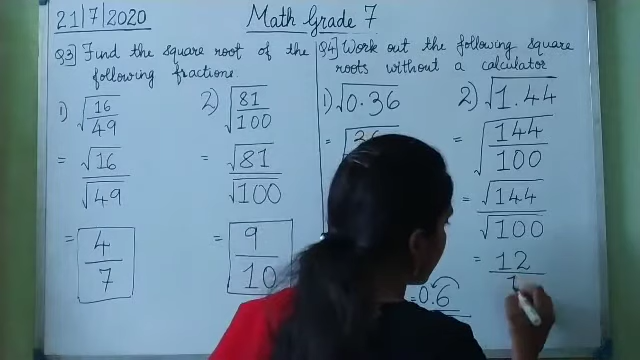 21/7/2020
Math Grade 7
Q3] Find the square root of the
following fractions.
1) √16/49
= √16/√49
= 4/7
2) √81/100
= √81/√100
= 9/10
Q4] Work out the following square
roots without a calculator
1) √0.36
= 0.6
2) √1.44
= √144/100
= √144/√100
= 12/1